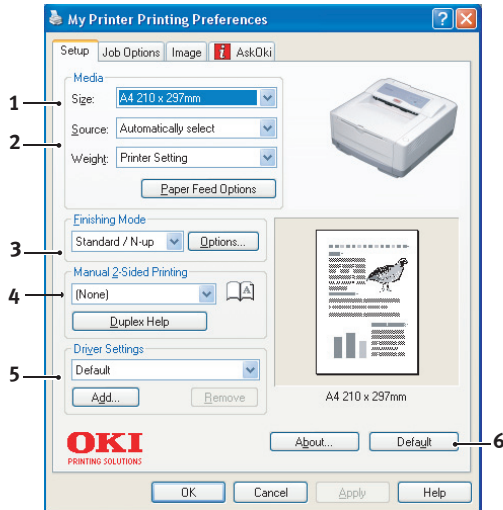 My Printer Printing Preferences
Setup Job Options Image i AskOki
Media
1
Size: A4 210 x 297mm
2
Source: Automatically select
Weight: Printer Setting
Paper Feed Options
Finishing Mode
3
Standard / N-up Options...
Manual 2-Sided Printing
4
(None) A
Duplex Help
Driver Settings
5
Default
Add... Remove
A4 210 x 297mm
OKI
PRINTING SOLUTIONS
About... Default 6
OK Cancel Apply Help